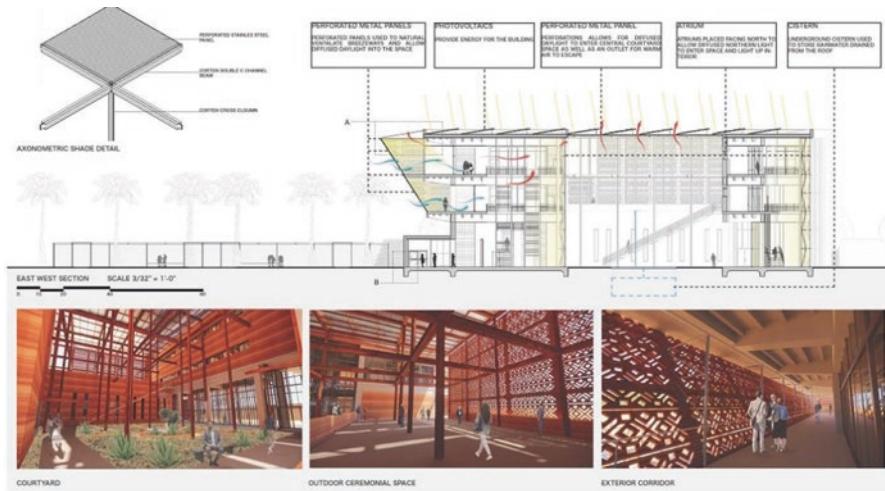 PERFORATED STAINLESS STEEL
PANEL
CORTEN DOUBLE C CHANNEL
BEAM
CORTEN CROSS COLUMN
AXONOMETRIC SHADE DETAIL
PERFORATED METAL PANELS
PERFORATED PANELS USED TO NATURAL
VENTILATE BREEZEWAYS AND ALLOW
DIFFUSED DAYLIGHT INTO THE SPACE
PHOTOVOLTAICS
PROVIDE ENERGY FOR THE BUILDING
PERFORATED METAL PANEL
PERFORATIONS ALLOWS FOR DEFUSED
DAYLIGHT TO ENTER CENTRAL COURTYARD
SPACE AS WELL AS AN OUTLET FOR WARM
AIR TO ESCAPE
ATRIUM
ATRIUMS PLACED FACING NORTH TO
ALLOW DIFFUSED NORTHERN LIGHT
TO ENTER SPACE AND LIGHT UP IN-
TERIOR
CISTERN
UNDERGROUND CISTERN USED
TO STORE RAINWATER DRAINED
FROM THE ROOF
A
B
EAST WEST SECTION SCALE 3/32" = 1'-0"
0 10 20 40
COURTYARD
OUTDOOR CEREMONIAL SPACE
EXTERIOR CORRIDOR